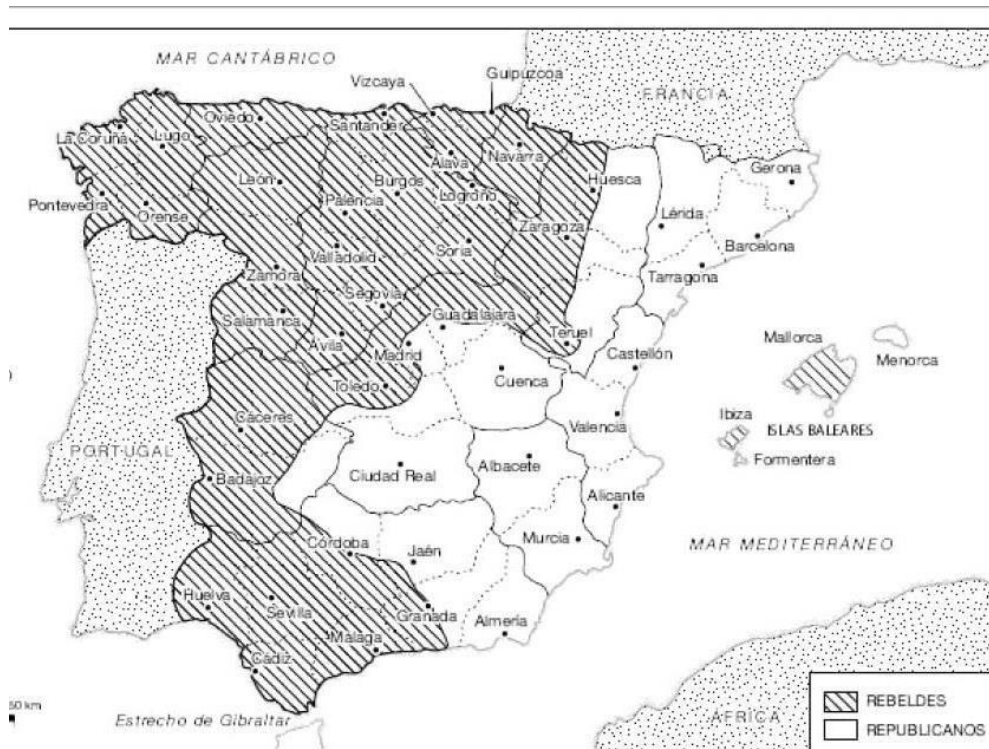 MAR CANTÁBRICO
Vizcaya
Guipuzcoa
FRANCIA
La Coruña
Lugo
Oviedo
Santander
Álava
Navarra
Huesca
Gerona
Pontevedra
Orense
León
Palencia
Burgos
Logroño
Lérida
Barcelona
Zaragoza
Soria
Valladolid
Zamora
Tarragona
Segovia
Salamanca
Ávila
Guadalajara
Madrid
Teruel
Castellón
Mallorca
Menorca
Toledo
Cuenca
Cáceres
Valencia
Ibiza
ISLAS BALEARES
Formentera
PORTUGAL
Badajoz
Ciudad Real
Albacete
Alicante
Córdoba
Jaén
Murcia
MAR MEDITERRÁNEO
Huelva
Sevilla
Granada
Almería
Málaga
Cádiz
50 km
Estrecho de Gibraltar
ÁFRICA
REBELDES
REPUBLICANOS